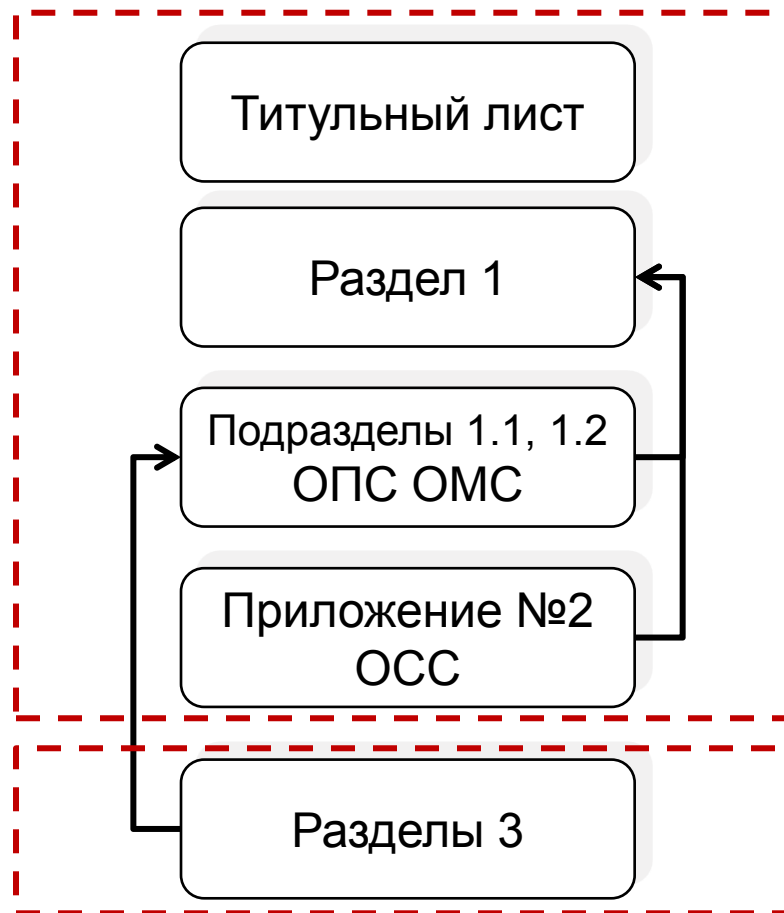 Титульный лист
Раздел 1
Подразделы 1.1, 1.2
ОПС ОМС
Приложение №2
ОСС
Разделы 3